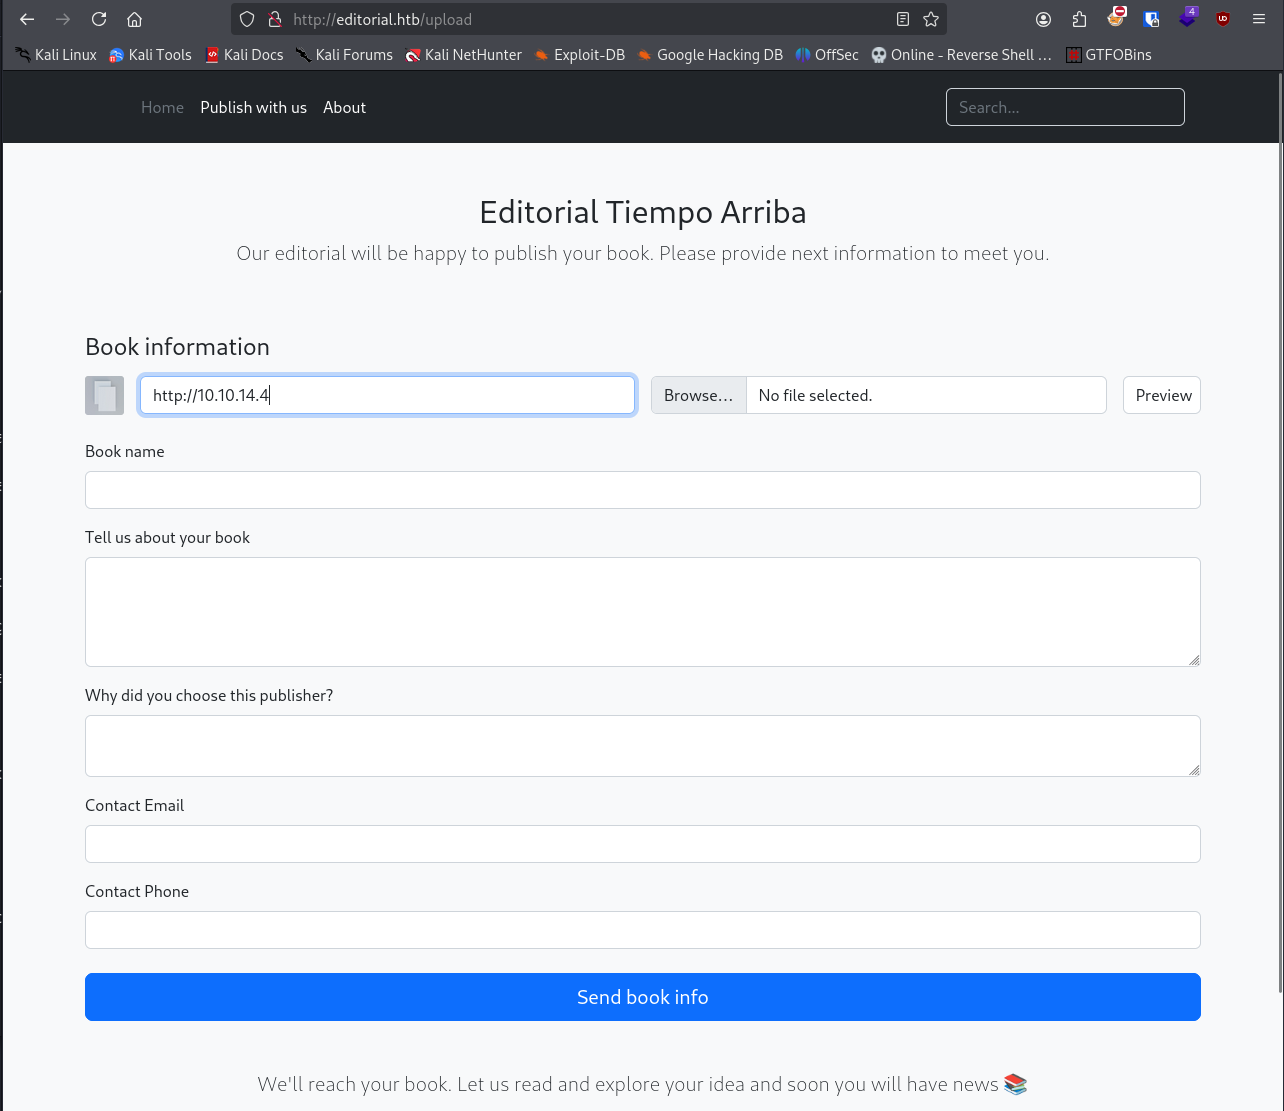 http://editorial.htb/upload
4
Kali Linux Kali Tools Kali Docs Kali Forums Kali NetHunter Exploit-DB Google Hacking DB OffSec Online - Reverse Shell … GTFOBins
Home Publish with us About Search...
Editorial Tiempo Arriba
Our editorial will be happy to publish your book. Please provide next information to meet you.
Book information
http://10.10.14.4 Browse... No file selected. Preview
Book name
Tell us about your book
Why did you choose this publisher?
Contact Email
Contact Phone
Send book info
We'll reach your book. Let us read and explore your idea and soon you will have news 📚